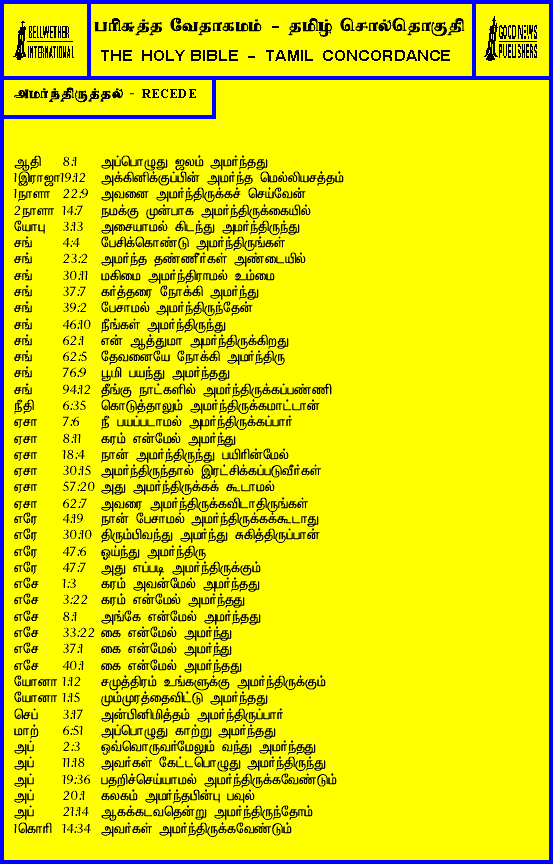 BELLWETHER
INTERNATIONAL
பரிசுத்த வேதாகமம் - தமிழ் சொல்தொகுதி
THE HOLY BIBLE - TAMIL CONCORDANCE
GOOD NEWS
PUBLISHERS
அமர்ந்திருத்தல் - RECEDE
ஆதி 8:1 அப்பொழுது ஜலம் அமர்ந்தது
1இராஜா19:12 அக்கினிக்குப்பின் அமர்ந்த மெல்லியசத்தம்
1நாளா 22:9 அவனை அமர்ந்திருக்கச் செய்வேன்
2நாளா 14:7 நமக்கு முன்பாக அமர்ந்திருக்கையில்
யோபு 3:13 அசையாமல் கிடந்து அமர்ந்திருந்து
சங் 4:4 பேசிக்கொண்டு அமர்ந்திருங்கள்
சங் 23:2 அமர்ந்த தண்ணீர்கள் அண்டையில்
சங் 30:11 மகிமை அமர்ந்திராமல் உம்மை
சங் 37:7 கர்த்தரை நோக்கி அமர்ந்து
சங் 39:2 பேசாமல் அமர்ந்திருந்தேன்
சங் 46:10 நீங்கள் அமர்ந்திருந்து
சங் 62:1 என் ஆத்துமா அமர்ந்திருக்கிறது
சங் 62:5 தேவனையே நோக்கி அமர்ந்திரு
சங் 76:9 பூமி பயந்து அமர்ந்தது
சங் 94:12 தீங்கு நாட்களில் அமர்ந்திருக்கப்பண்ணி
நீதி 6:35 கொடுத்தாலும் அமர்ந்திருக்கமாட்டான்
ஏசா 7:6 நீ பயப்படாமல் அமர்ந்திருக்கப்பார்
ஏசா 8:11 கரம் என்மேல் அமர்ந்து
ஏசா 18:4 நான் அமர்ந்திருந்து பயிரின்மேல்
ஏசா 30:15 அமர்ந்திருந்தால் இரட்சிக்கப்படுவீர்கள்
ஏசா 57:20 அது அமர்ந்திருக்கக் கூடாமல்
ஏசா 62:7 அவரை அமர்ந்திருக்கவிடாதிருங்கள்
எரே 4:19 நான் பேசாமல் அமர்ந்திருக்கக்கூடாது
எரே 30:10 திரும்பிவந்து அமர்ந்து சுகித்திருப்பான்
எரே 47:6 ஓய்ந்து அமர்ந்திரு
எரே 47:7 அது எப்படி அமர்ந்திருக்கும்
எசே 1:3 கரம் அவன்மேல் அமர்ந்தது
எசே 3:22 கரம் என்மேல் அமர்ந்தது
எசே 8:1 அங்கே என்மேல் அமர்ந்தது
எசே 33:22 கை என்மேல் அமர்ந்து
எசே 37:1 கை என்மேல் அமர்ந்து
எசே 40:1 கை என்மேல் அமர்ந்தது
யோனா 1:12 சமுத்திரம் உங்களுக்கு அமர்ந்திருக்கும்
யோனா 1:15 மும்முரத்தைவிட்டு அமர்ந்தது
செப் 3:17 அன்பினிமித்தம் அமர்ந்திருப்பார்
மாற் 6:51 அப்பொழுது காற்று அமர்ந்தது
அப் 2:3 ஒவ்வொருவர்மேலும் வந்து அமர்ந்தது
அப் 11:18 அவர்கள் கேட்டபொழுது அமர்ந்திருந்து
அப் 19:36 பதறிச்செய்யாமல் அமர்ந்திருக்கவேண்டும்
அப் 20:1 கலகம் அமர்ந்தபின்பு பவுல்
அப் 21:14 ஆகக்கடவதென்று அமர்ந்திருந்தோம்
1கொரி 14:34 அவர்கள் அமர்ந்திருக்கவேண்டும்